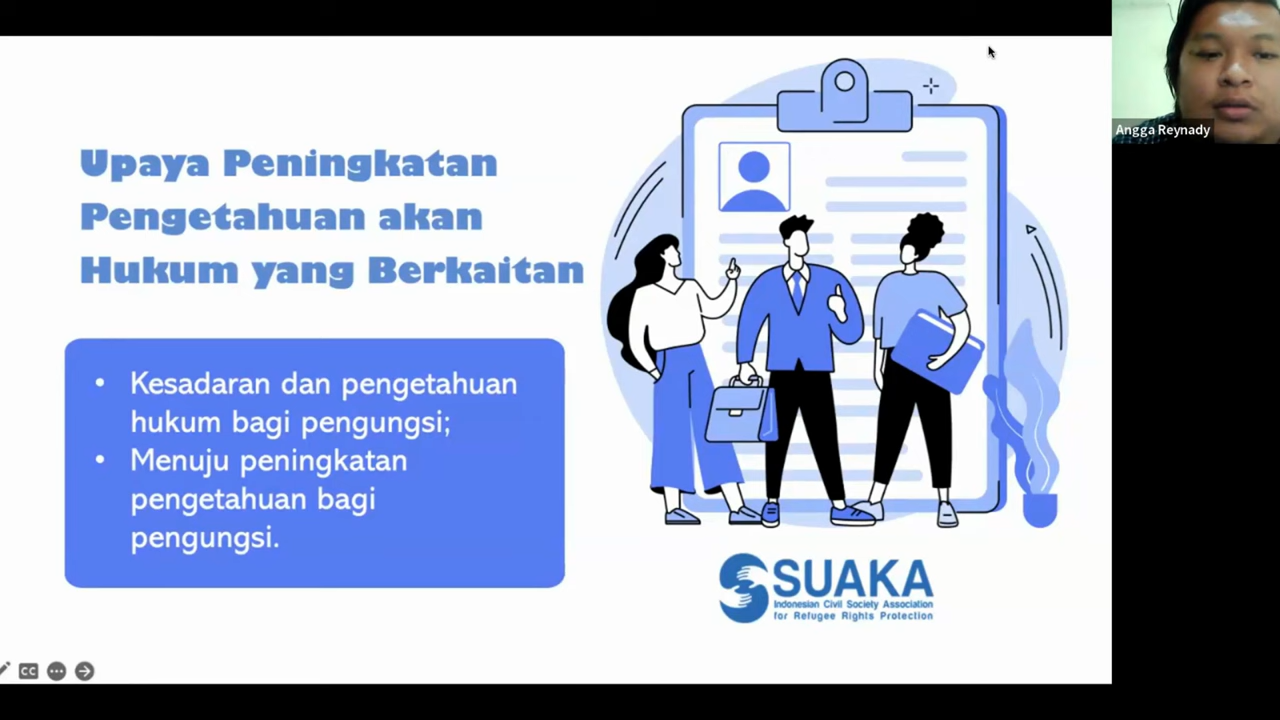 Upaya Peningkatan
Pengetahuan akan
Hukum yang Berkaitan
• Kesadaran dan pengetahuan
hukum bagi pengungsi;
• Menuju peningkatan
pengetahuan bagi
pengungsi.
SUAKA
Indonesian Civil Society Association
for Refugee Rights Protection
Angga Reynady
CC